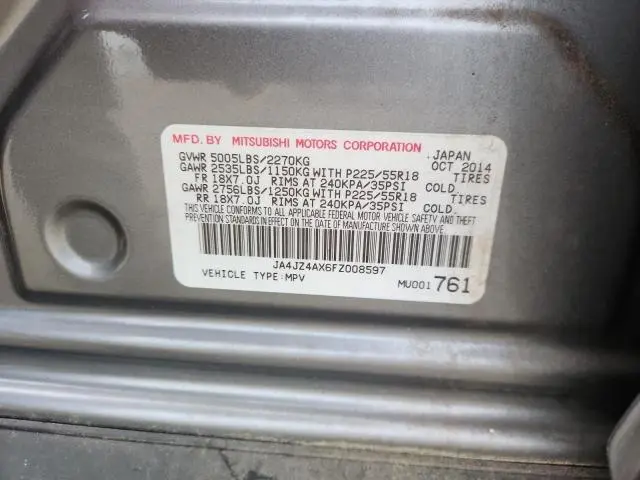 MFD. BY MITSUBISHI MOTORS CORPORATION JAPAN
GVWR 5005LBS/2270KG OCT 2014
GAWR 2535LBS/1150KG WITH P225/55R18 TIRES
FR 18X7.0J RIMS AT 240KPA/35PSI COLD.
GAWR 2756LBS/1250KG WITH P225/55R18 TIRES
RR 18X7.0J RIMS AT 240KPA/35PSI COLD.
THIS VEHICLE CONFORMS TO ALL APPLICABLE FEDERAL MOTOR VEHICLE SAFETY AND THEFT
PREVENTION STANDARDS IN EFFECT ON THE DATE OF MANUFACTURE SHOWN ABOVE.
JA4JZ4AX6FZ008597
VEHICLE TYPE:MPV MU001761